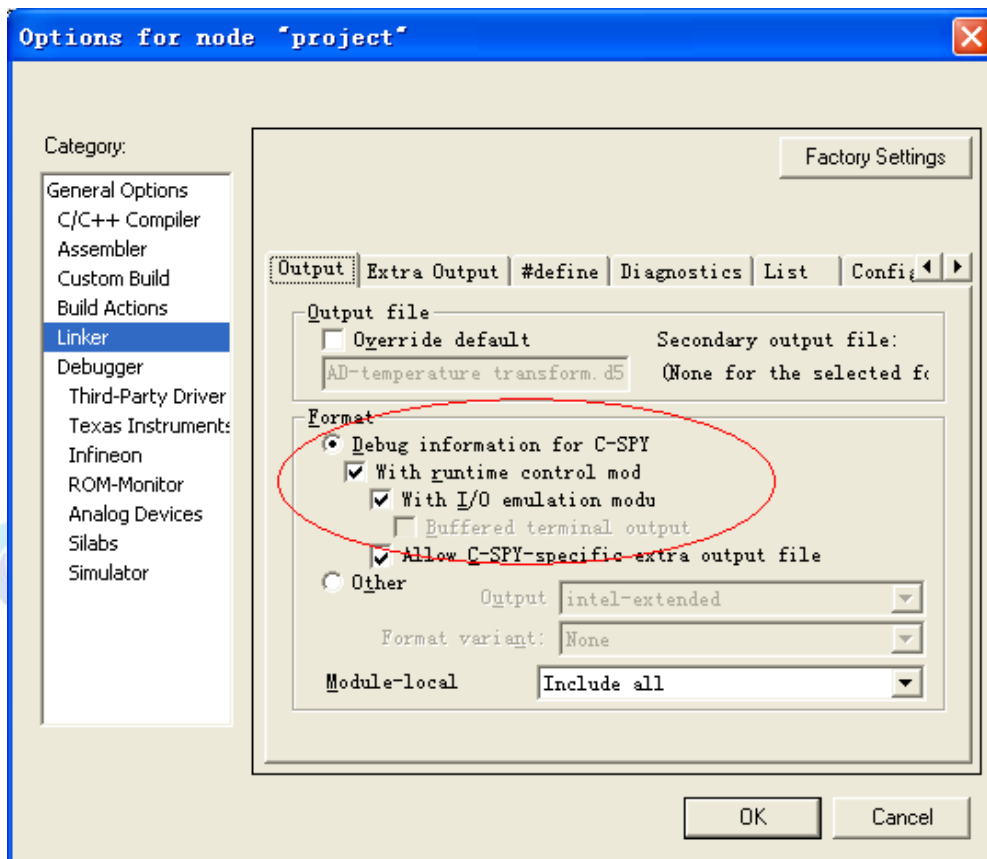 Options for node "project"
Category:
Factory Settings
General Options
C/C++ Compiler
Assembler
Custom Build
Build Actions
Linker
Debugger
Third-Party Driver
Texas Instruments
Infineon
ROM-Monitor
Analog Devices
Silabs
Simulator
Output Extra Output #define Diagnostics List Config
Output file
Override default Secondary output file:
AD-temperature transform.d5 (None for the selected fo
Format
Debug information for C-SPY
With runtime control mod
With I/O emulation modu
Buffered terminal output
Allow C-SPY-specific extra output file
Other
Output intel-extended
Format variant: None
Module-local Include all
OK Cancel